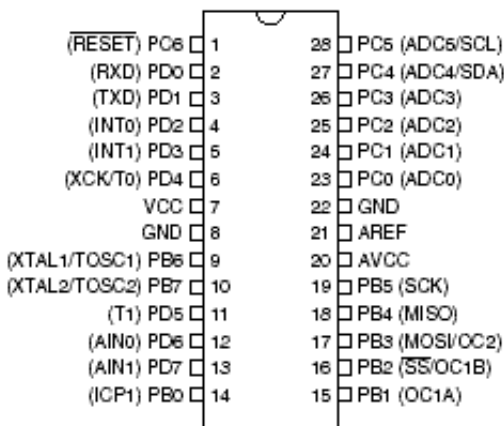 (RESET) PC6 1 28 PC5 (ADC5/SCL)
(RXD) PD0 2 27 PC4 (ADC4/SDA)
(TXD) PD1 3 26 PC3 (ADC3)
(INT0) PD2 4 25 PC2 (ADC2)
(INT1) PD3 5 24 PC1 (ADC1)
(XCK/T0) PD4 6 23 PC0 (ADC0)
VCC 7 22 GND
GND 8 21 AREF
(XTAL1/TOSC1) PB6 9 20 AVCC
(XTAL2/TOSC2) PB7 10 19 PB5 (SCK)
(T1) PD5 11 18 PB4 (MISO)
(AIN0) PD6 12 17 PB3 (MOSI/OC2)
(AIN1) PD7 13 16 PB2 (SS/OC1B)
(ICP1) PB0 14 15 PB1 (OC1A)